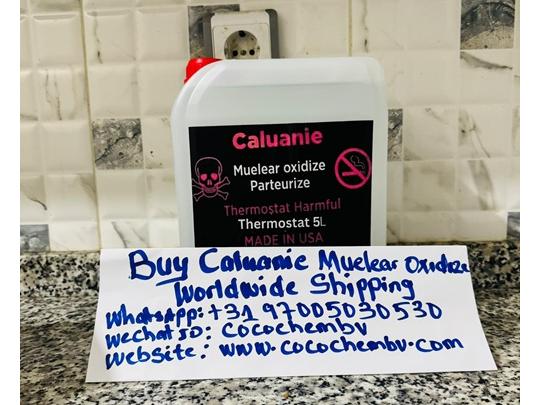 Caluanie
Muelear oxidize
Parteurize
Thermostat Harmful
Thermostat 5L
MADE IN USA
Buy Caluanie Muelear Oxidize
Worldwide Shipping
WhatsApp: +31 97005030530
Wechat ID: cocochembv
Website: www.cocochembv.com